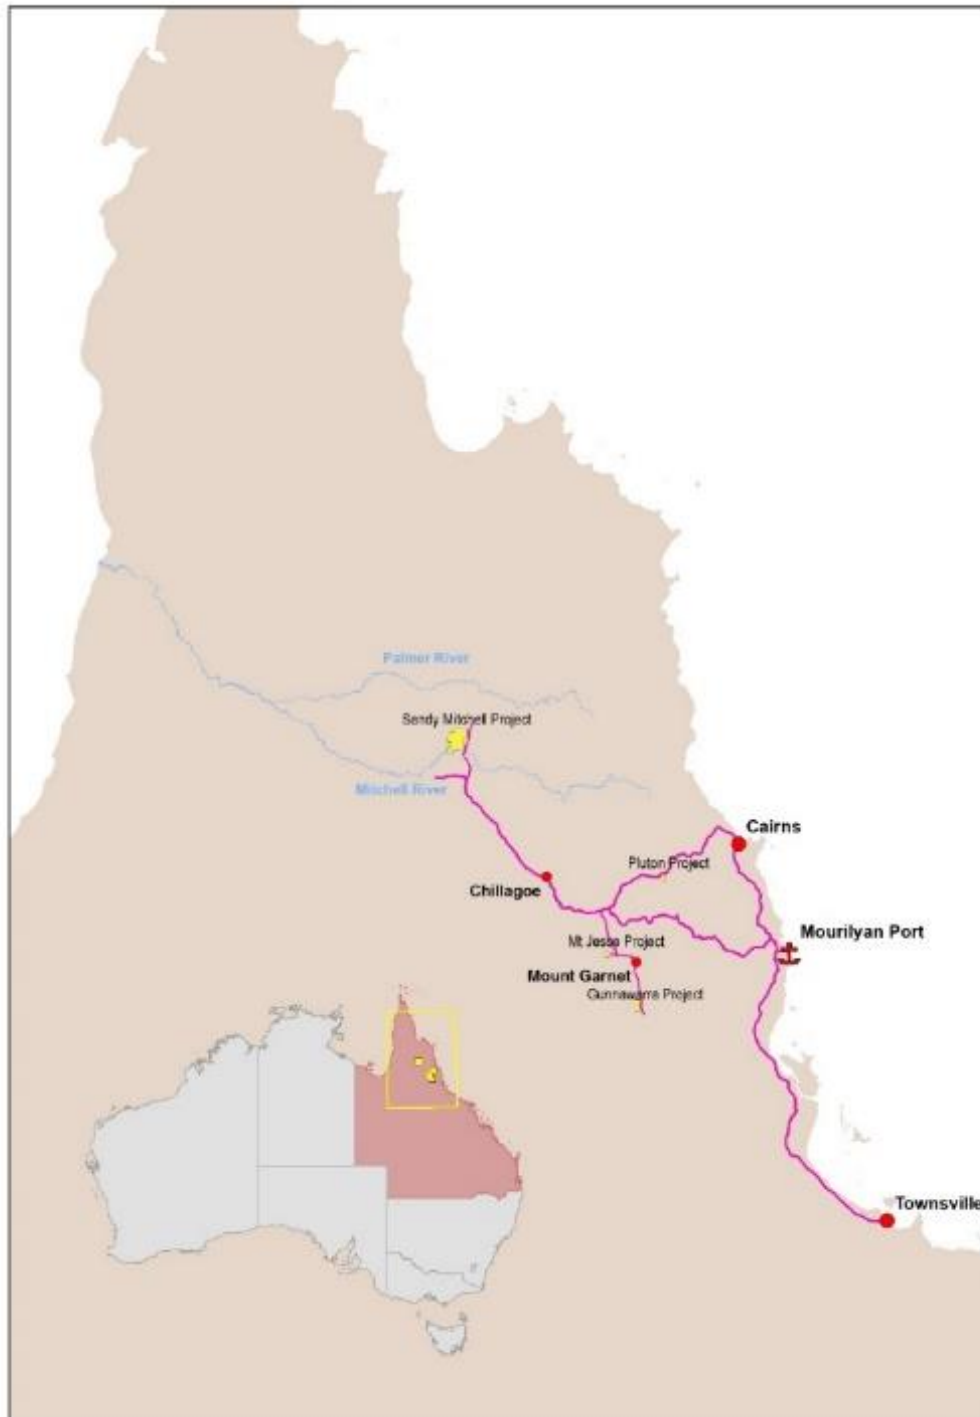 Palmer River
Sandy Mitchell Project
Mitchell River
Cairns
Pluton Project
Chillagoe
Mourilyan Port
Mt Jesse Project
Mount Garnet
Gunnawarra Project
Townsville